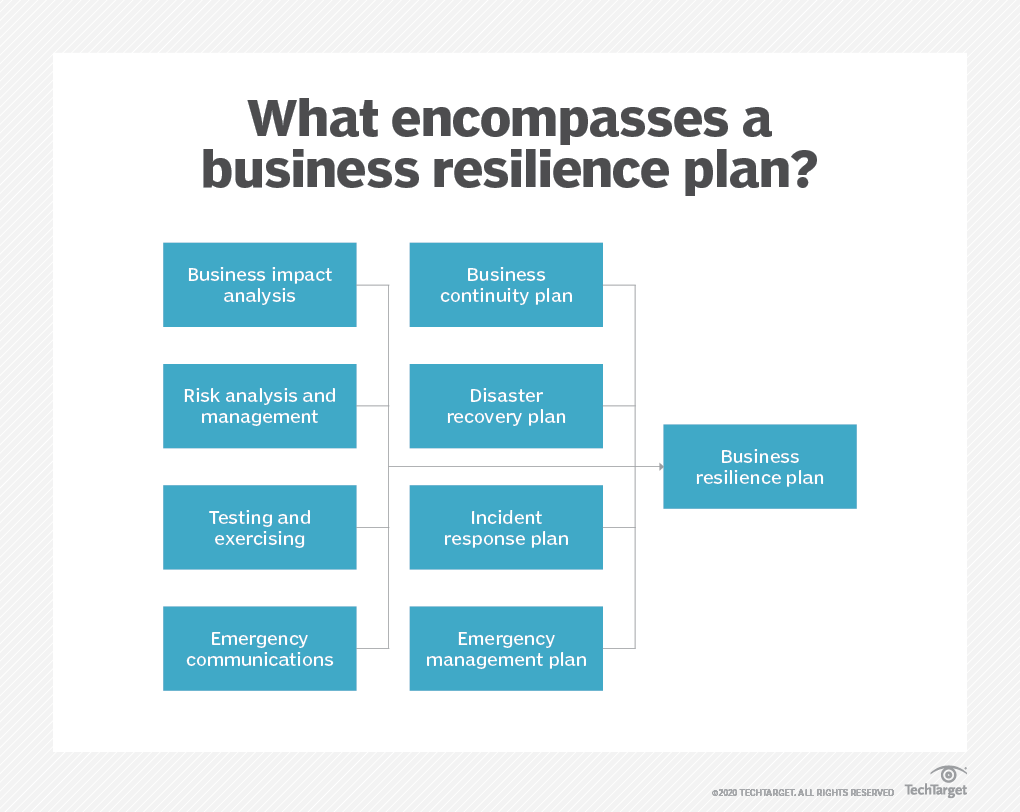 What encompasses a
business resilience plan?
Business impact
analysis
Business
continuity plan
Risk analysis and
management
Disaster
recovery plan
Business
resilience plan
Testing and
exercising
Incident
response plan
Emergency
communications
Emergency
management plan
©2020 TECHTARGET. ALL RIGHTS RESERVED
TechTarget